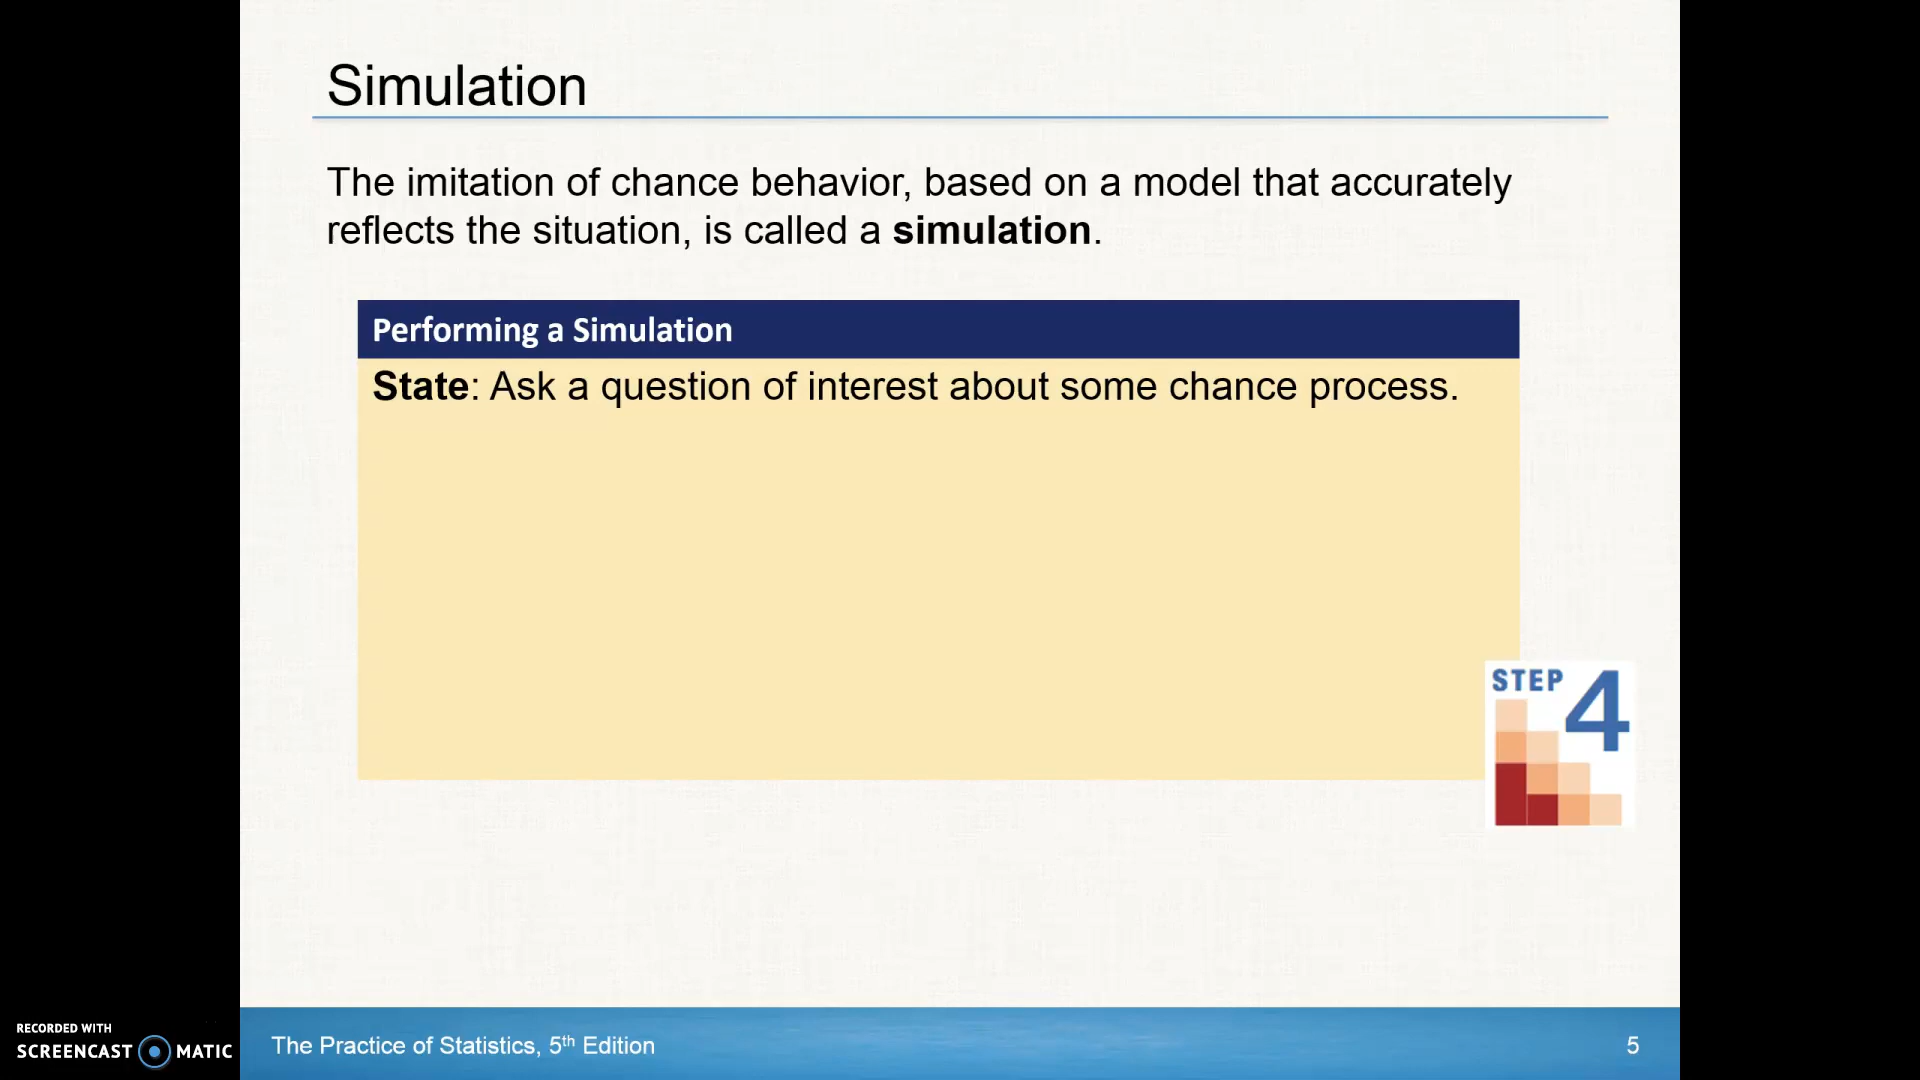 Simulation
The imitation of chance behavior, based on a model that accurately
reflects the situation, is called a simulation.
Performing a Simulation
State: Ask a question of interest about some chance process.
STEP 4
RECORDED WITH
SCREENCAST MATIC
The Practice of Statistics, 5th Edition
5